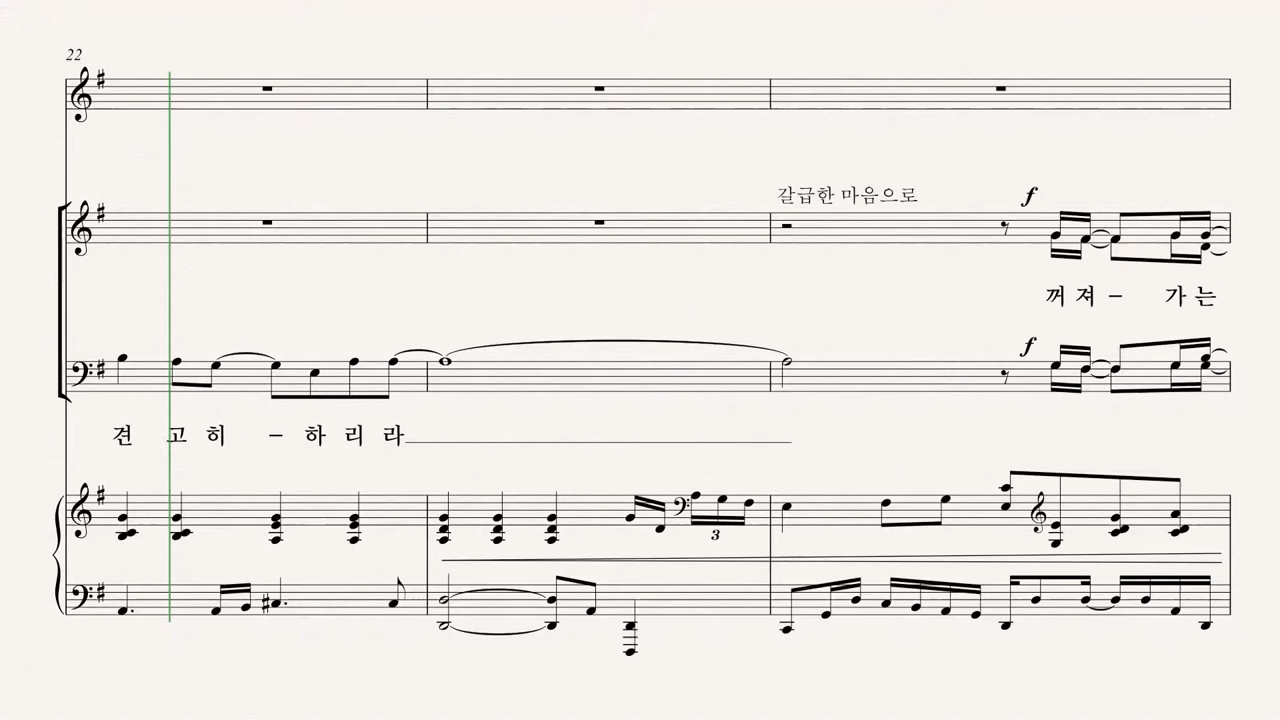 22
갈급한 마음으로
f
꺼 져 – 가 는
f
견 고 히 – 하 리 라
3